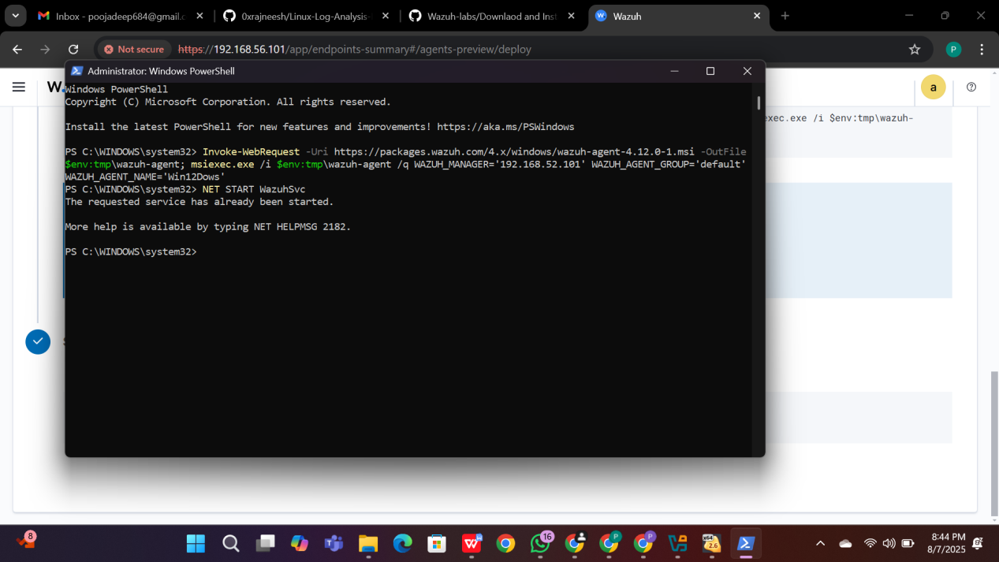 Inbox - poojadeep684@gmail.c
0xrajneesh/Linux-Log-Analysis-
Wazuh-labs/Downlaod and Inst
Wazuh
Not secure
https://192.168.56.101/app/endpoints-summary#/agents-preview/deploy
P
W.
a
Administrator: Windows PowerShell
Windows PowerShell
Copyright (C) Microsoft Corporation. All rights reserved.
Install the latest PowerShell for new features and improvements! https://aka.ms/PSWindows
PS C:\WINDOWS\system32> Invoke-WebRequest -Uri https://packages.wazuh.com/4.x/windows/wazuh-agent-4.12.0-1.msi -OutFile
$env:tmp\wazuh-agent; msiexec.exe /i $env:tmp\wazuh-agent /q WAZUH_MANAGER='192.168.52.101' WAZUH_AGENT_GROUP='default'
WAZUH_AGENT_NAME='Win12Dows'
PS C:\WINDOWS\system32> NET START WazuhSvc
The requested service has already been started.
More help is available by typing NET HELPMSG 2182.
PS C:\WINDOWS\system32>
exec.exe /i $env:tmp\wazuh-
8
16
P
P
x64
2.6
8:44 PM
8/7/2025